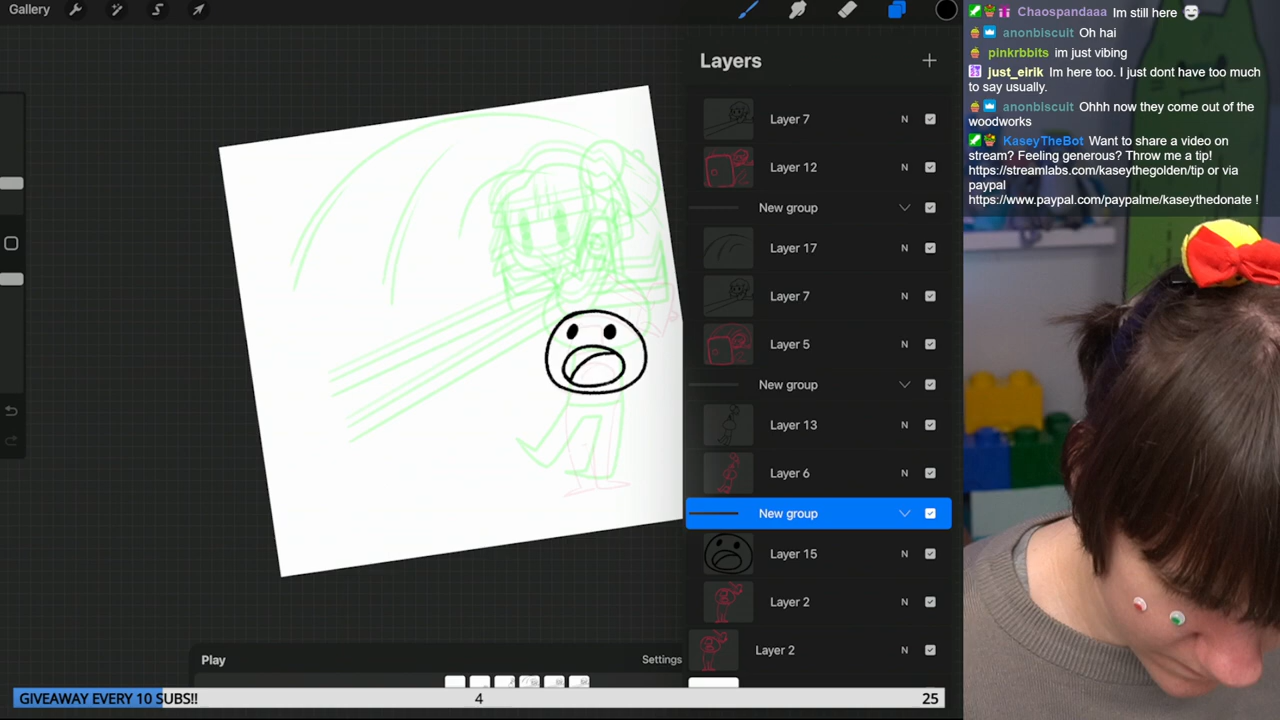 Gallery
Layers
Layer 7 N
Layer 12 N
New group
Layer 17 N
Layer 7 N
Layer 5 N
New group
Layer 13 N
Layer 6 N
New group
Layer 15 N
Layer 2 N
Layer 2 N
Play
Settings
GIVEAWAY EVERY 10 SUBS!! 4 25
Chaospandaaa Im still here
anonbiscuit Oh hai
pinkrbbits im just vibing
just_eirik Im here too. I just dont have too much
to say usually.
anonbiscuit Ohhh now they come out of the
woodworks
KaseyTheBot Want to share a video on
stream? Feeling generous? Throw me a tip!
https://streamlabs.com/kaseythegolden/tip or via
paypal
https://www.paypal.com/paypalme/kaseythedonate !